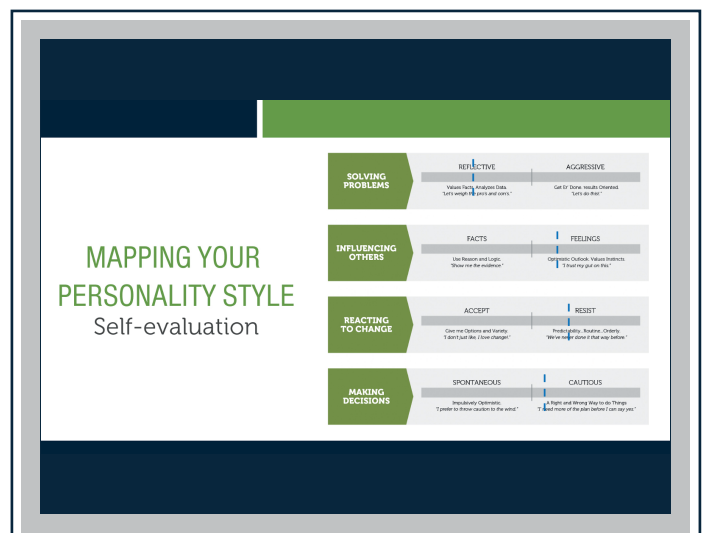 MAPPING YOUR
PERSONALITY STYLE
Self-evaluation
SOLVING
PROBLEMS
REFLECTIVE
Values Facts, Analyzes Data.
"Let's weigh the pro's and con's."
AGGRESSIVE
Get Er' Done. results Oriented.
"Let's do this!"
INFLUENCING
OTHERS
FACTS
Use Reason and Logic.
"Show me the evidence."
FEELINGS
Optimistic Outlook. Values Instincts.
"I trust my gut on this."
REACTING
TO CHANGE
ACCEPT
Give me Options and Variety.
"I don't just like, I love change!"
RESIST
Predictability.. Routine.. Orderly.
"We've never done it that way before."
MAKING
DECISIONS
SPONTANEOUS
Impulsively Optimistic.
"I prefer to throw caution to the wind."
CAUTIOUS
A Right and Wrong Way to do Things
"I need more of the plan before I can say yes."